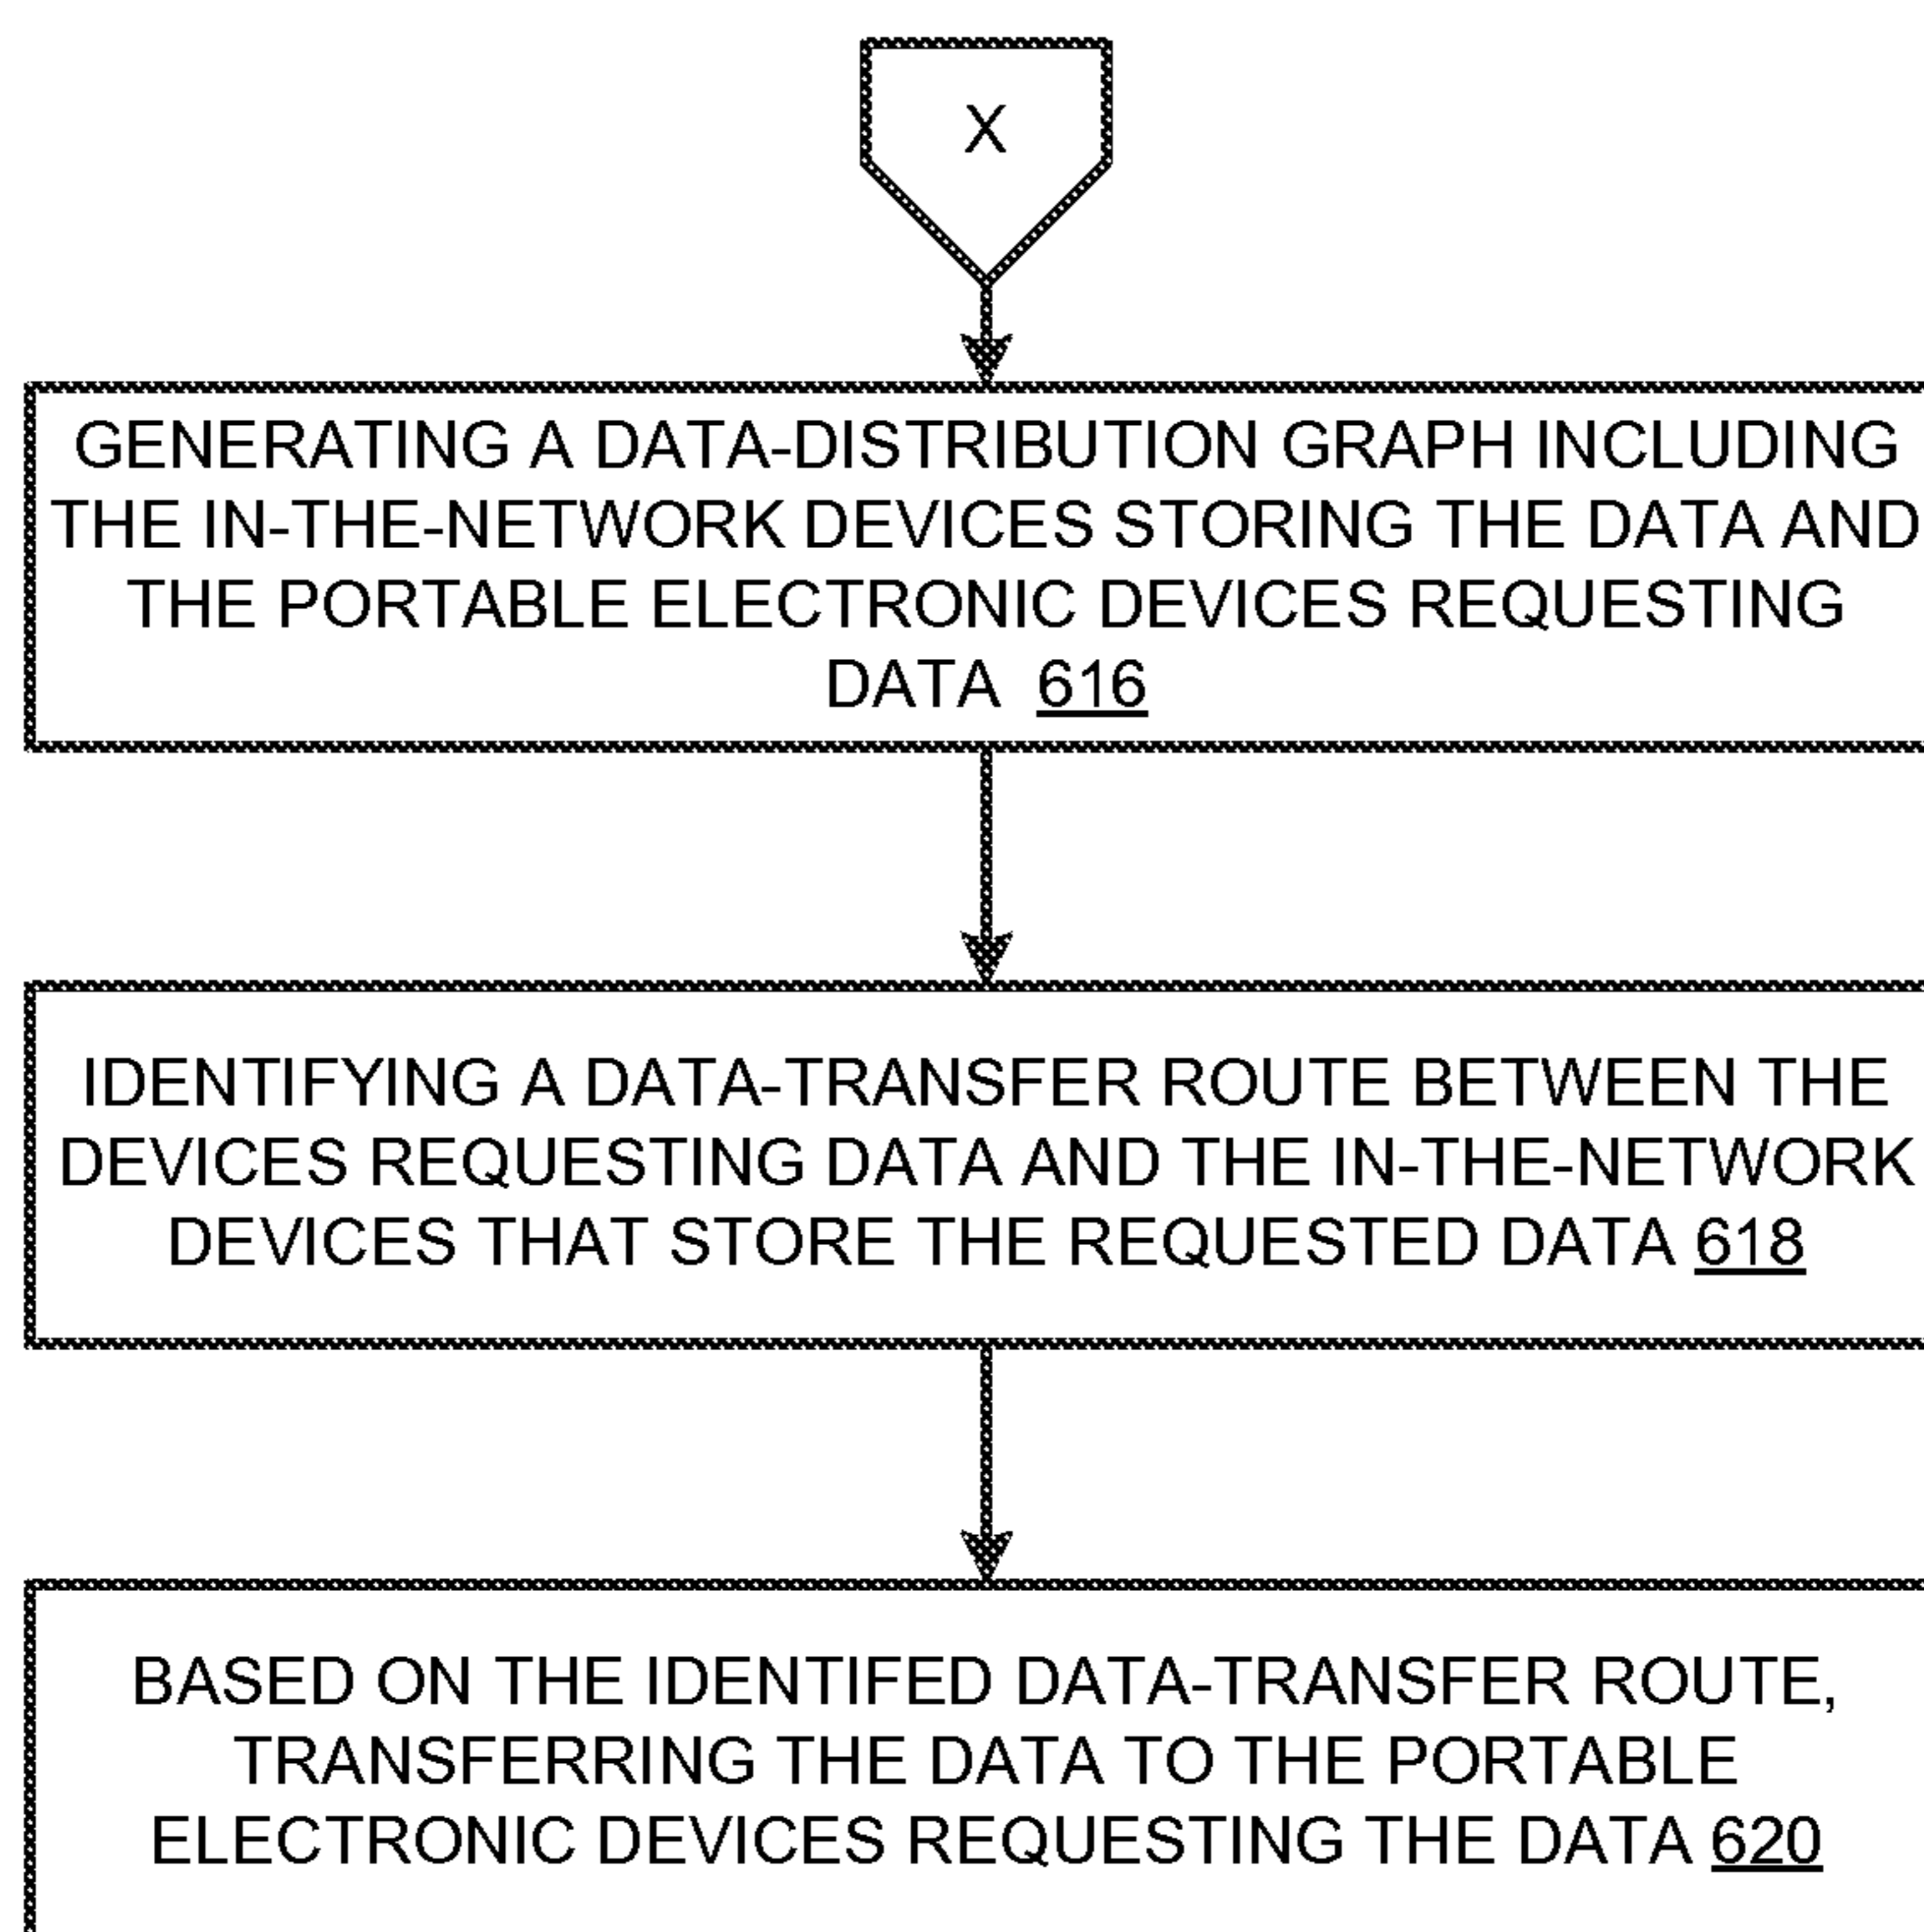 X
GENERATING A DATA-DISTRIBUTION GRAPH INCLUDING
THE IN-THE-NETWORK DEVICES STORING THE DATA AND
THE PORTABLE ELECTRONIC DEVICES REQUESTING
DATA 616
IDENTIFYING A DATA-TRANSFER ROUTE BETWEEN THE
DEVICES REQUESTING DATA AND THE IN-THE-NETWORK
DEVICES THAT STORE THE REQUESTED DATA 618
BASED ON THE IDENTIFED DATA-TRANSFER ROUTE,
TRANSFERRING THE DATA TO THE PORTABLE
ELECTRONIC DEVICES REQUESTING THE DATA 620